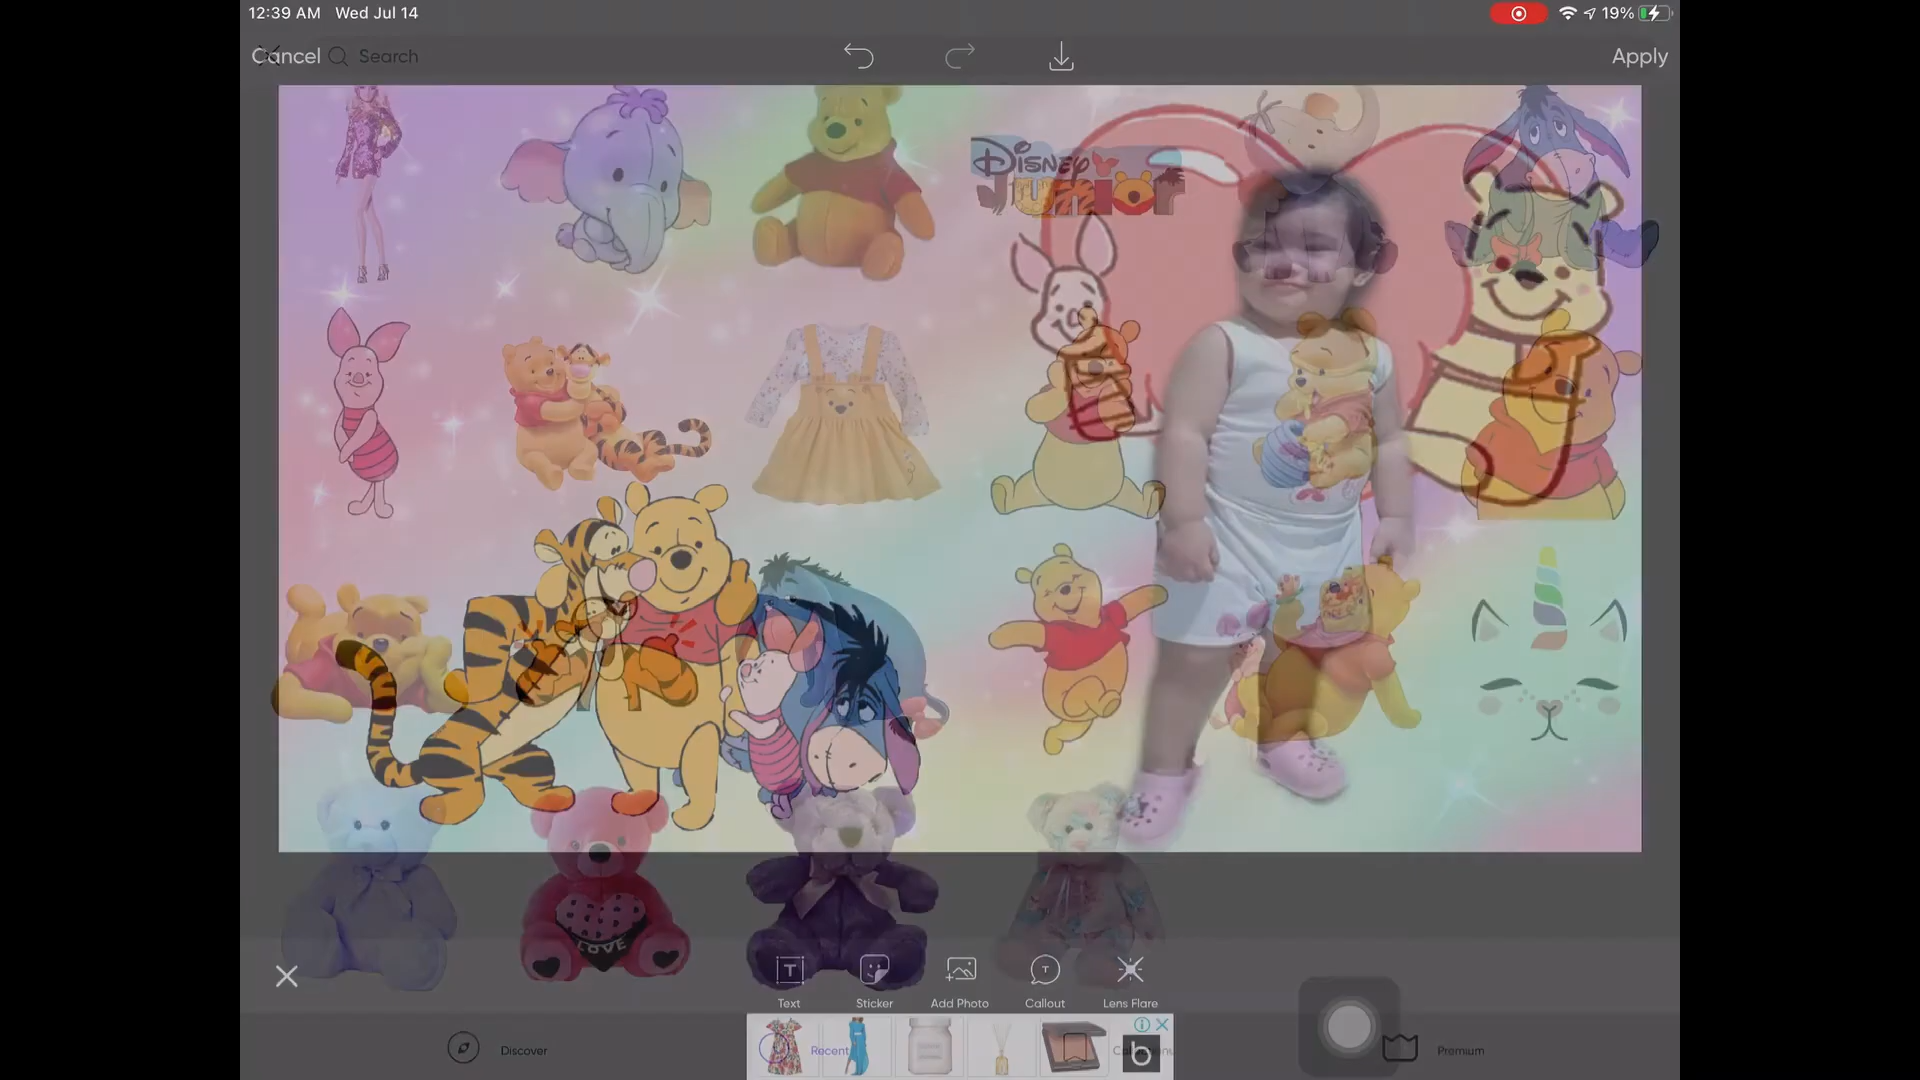 12:39 AM Wed Jul 14
19%
Cancel Search
Apply
Disney
Junior
LOVE
Text Sticker Add Photo Callout Lens Flare
Discover Recent
b
Premium